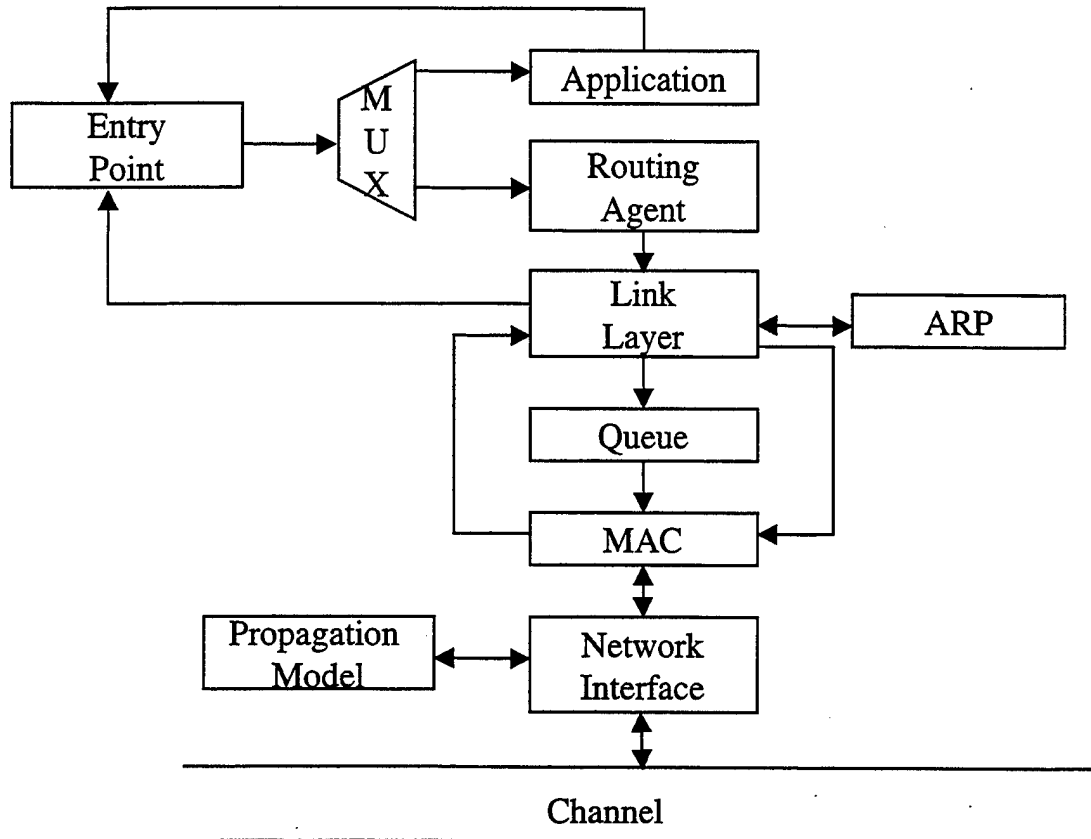 Application
Entry
Point
M
U
X
Routing
Agent
Link
Layer
ARP
Queue
MAC
Propagation
Model
Network
Interface
Channel